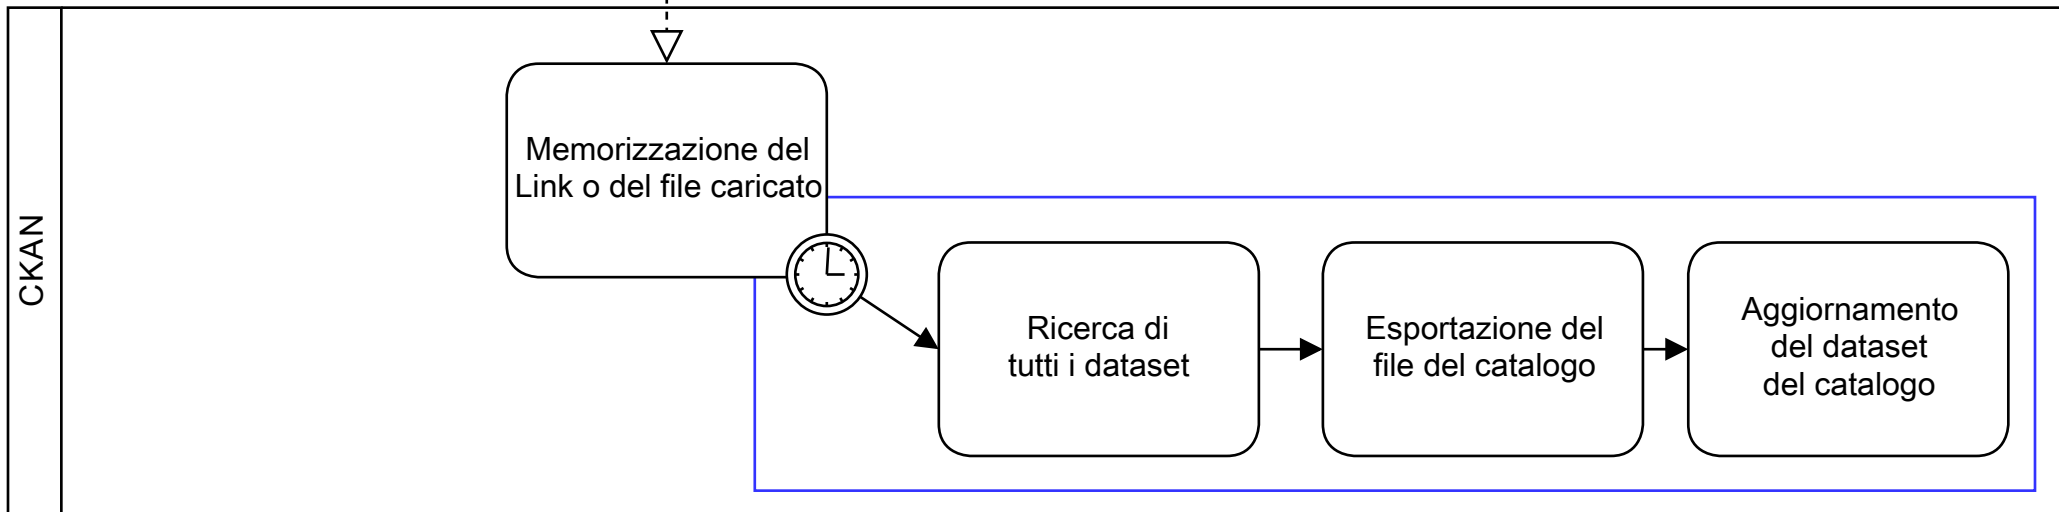 CKAN
Memorizzazione del
Link o del file caricato
Ricerca di
tutti i dataset
Esportazione del
file del catalogo
Aggiornamento
del dataset
del catalogo